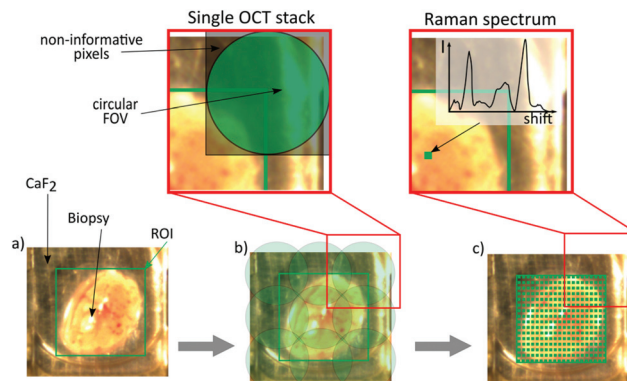 Single OCT stack
Raman spectrum
non-informative
pixels
circular
FOV
I
shift
CaF2
Biopsy
ROI
a)
b)
c)